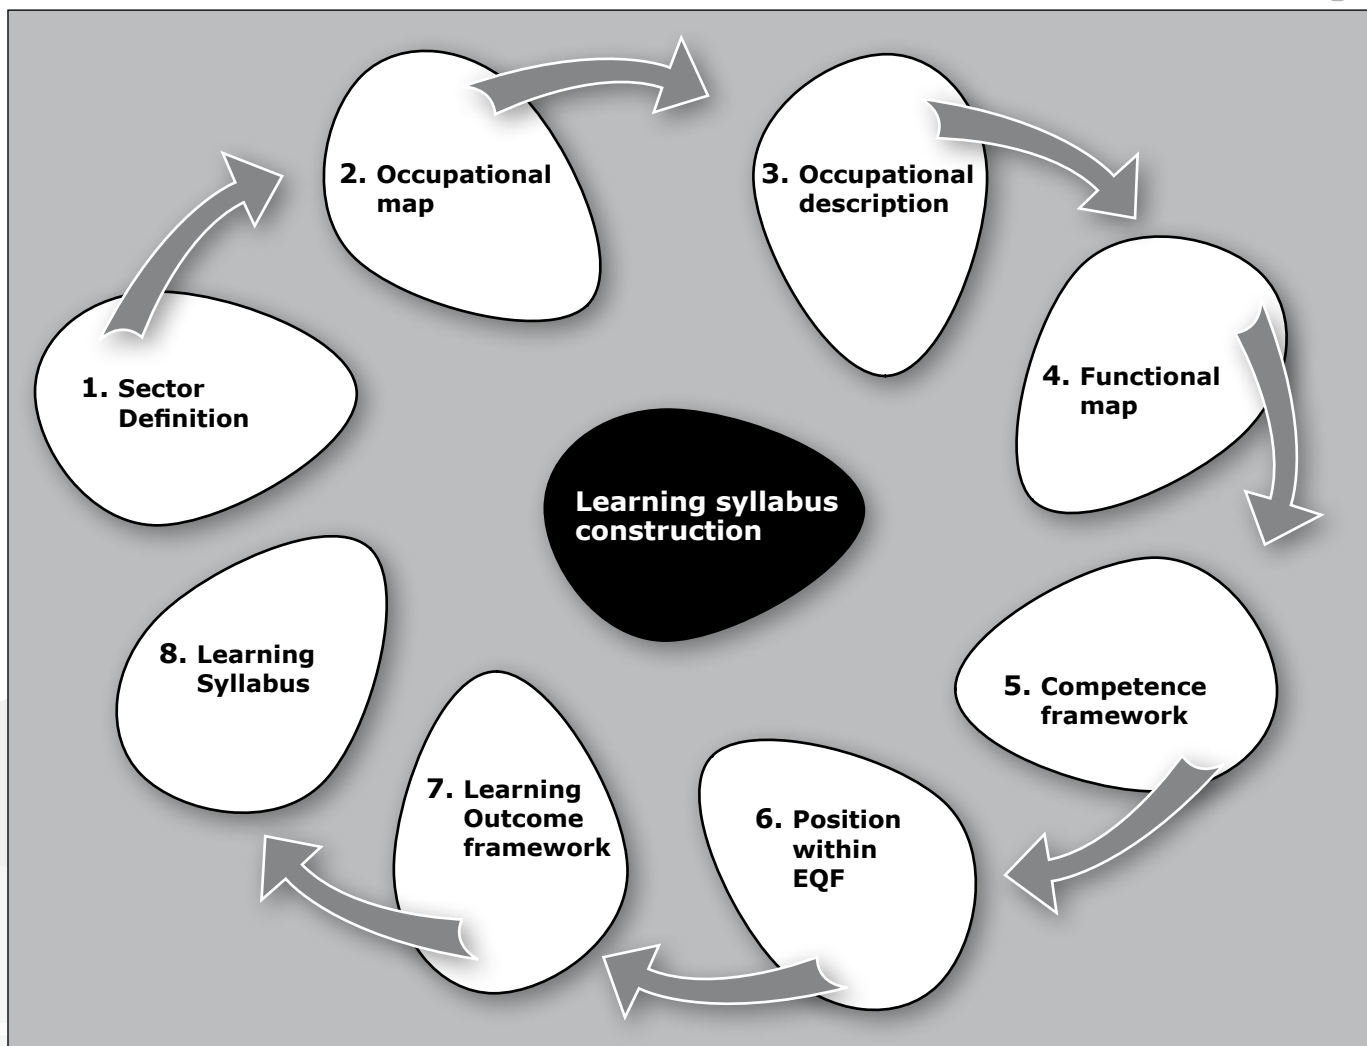 1. Sector
Definition
2. Occupational
map
3. Occupational
description
4. Functional
map
5. Competence
framework
6. Position
within
EQF
7. Learning
Outcome
framework
8. Learning
Syllabus
Learning syllabus
construction